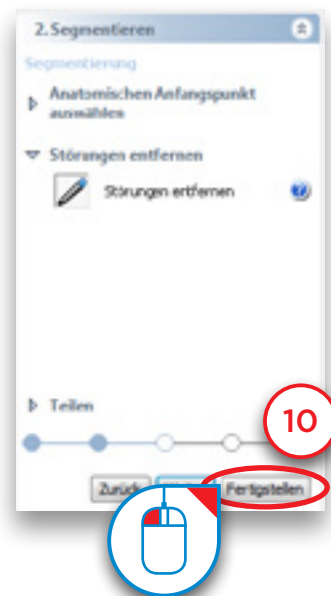 2. Segmentieren
Segmentierung
Anatomischen Anfangspunkt
auswählen
Störungen entfernen
Störungen entfernen
Teilen
10
Zurück
Fertigstellen